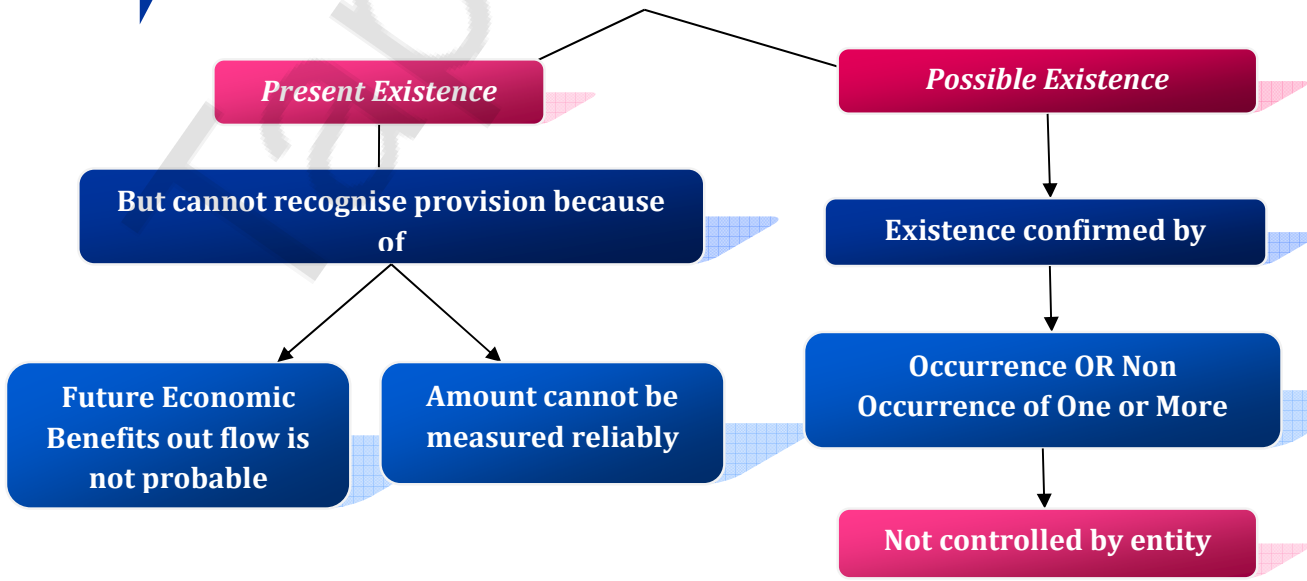 Present Existence
Possible Existence
But cannot recognise provision because
of
Existence confirmed by
Future Economic
Benefits out flow is
not probable
Amount cannot be
measured reliably
Occurrence OR Non
Occurrence of One or More
Not controlled by entity